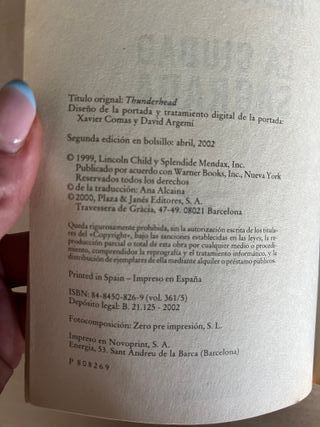 Título orignal: Thunderhead
Diseño de la portada y tratamiento digital de la portada:
Xavier Comas y David Argemí
Segunda edición en bolsillo: abril, 2002
© 1999, Lincoln Child y Splendide Mendax, Inc.
Publicado por acuerdo con Warner Books, Inc., Nueva York
Reservados todos los derechos
© de la traducción: Ana Alcaina
© 2000, Plaza & Janés Editores, S. A.
Travessera de Gràcia, 47-49. 08021 Barcelona
Queda rigurosamente prohibida, sin la autorización escrita de los titula-
res del «Copyright», bajo las sanciones establecidas en las leyes, la re-
producción parcial o total de esta obra por cualquier medio o procedi-
miento, comprendidos la reprografía y el tratamiento informático, y la
distribución de ejemplares de ella mediante alquiler o préstamo públicos.
Printed in Spain – Impreso en España
ISBN: 84-8450-826-9 (vol. 361/5)
Depósito legal: B. 21.125 - 2002
Fotocomposición: Zero pre impresión, S. L.
Impreso en Novoprint, S. A.
Energia, 53. Sant Andreu de la Barca (Barcelona)
P 808269